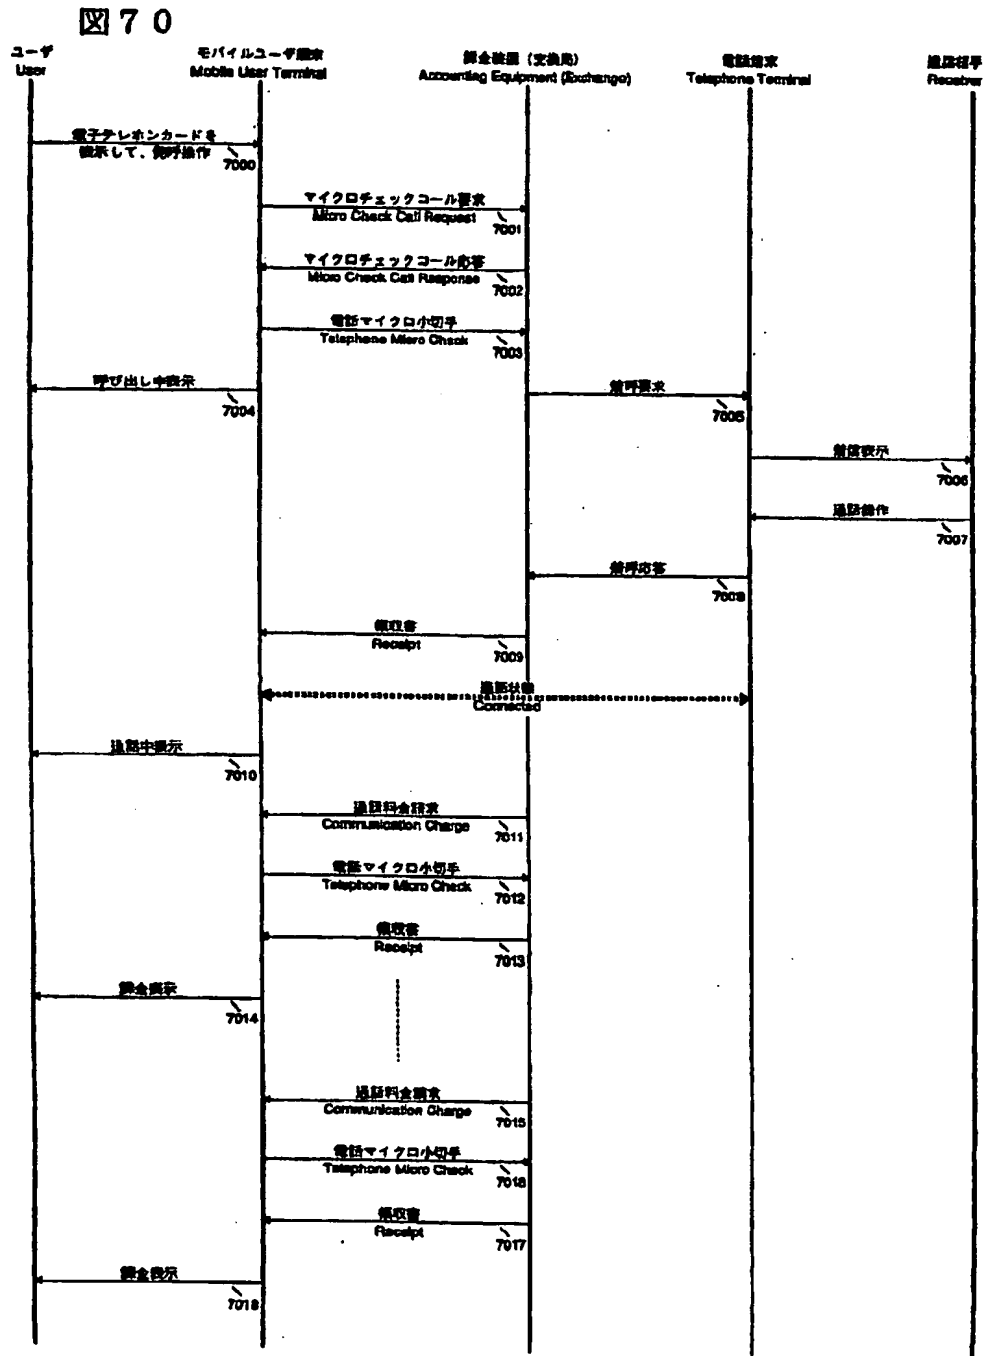 図70
ユーザ
User
モバイルユーザ端末
Mobile User Terminal
課金装置(交換局)
Accounting Equipment (Exchange)
電話端末
Telephone Terminal
通話相手
Receiver
電子テレホンカードを
表示して、発呼操作
7000
マイクロチェックコール要求
Micro Check Call Request
7001
マイクロチェックコール応答
Micro Check Call Response
7002
電話マイクロ小切手
Telephone Micro Check
7003
呼び出し中表示
7004
着呼要求
7005
着信表示
7006
通話操作
7007
着呼応答
7008
領収書
Receipt
7009
通話状態
Connected
通話中表示
7010
通話料金請求
Communication Charge
7011
電話マイクロ小切手
Telephone Micro Check
7012
領収書
Receipt
7013
課金表示
7014
通話料金請求
Communication Charge
7015
電話マイクロ小切手
Telephone Micro Check
7016
領収書
Receipt
7017
課金表示
7018